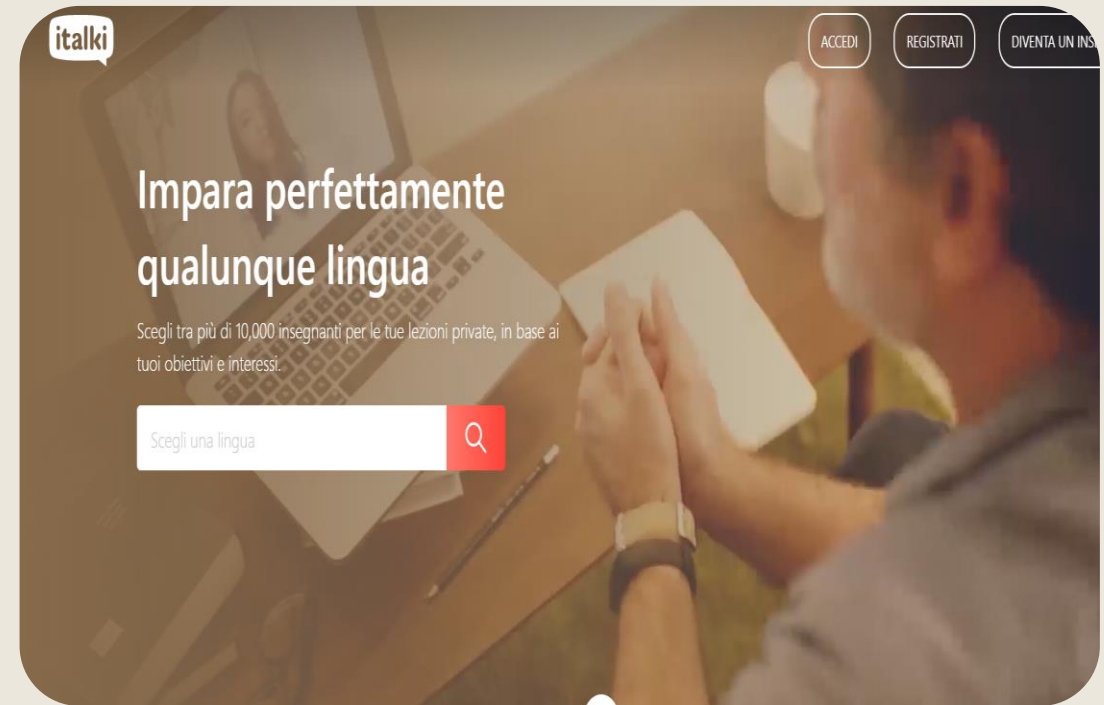 italki
ACCEDI
REGISTRATI
DIVENTA UN
Impara perfettamente
qualunque lingua
Scegli tra più di 10,000 insegnanti per le tue lezioni private, in base ai
tuoi obiettivi e interessi.
Scegli una lingua